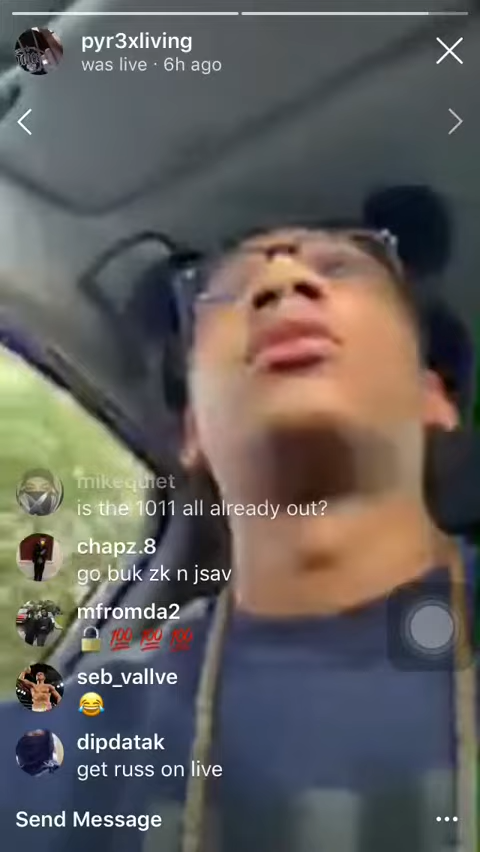 pyr3xliving
was live · 6h ago
mikequiet
is the 1011 all already out?
chapz.8
go buk zk n jsav
mfromda2
🔒 💯 💯 💯
seb_vallve
😂
dipdatak
get russ on live
Send Message